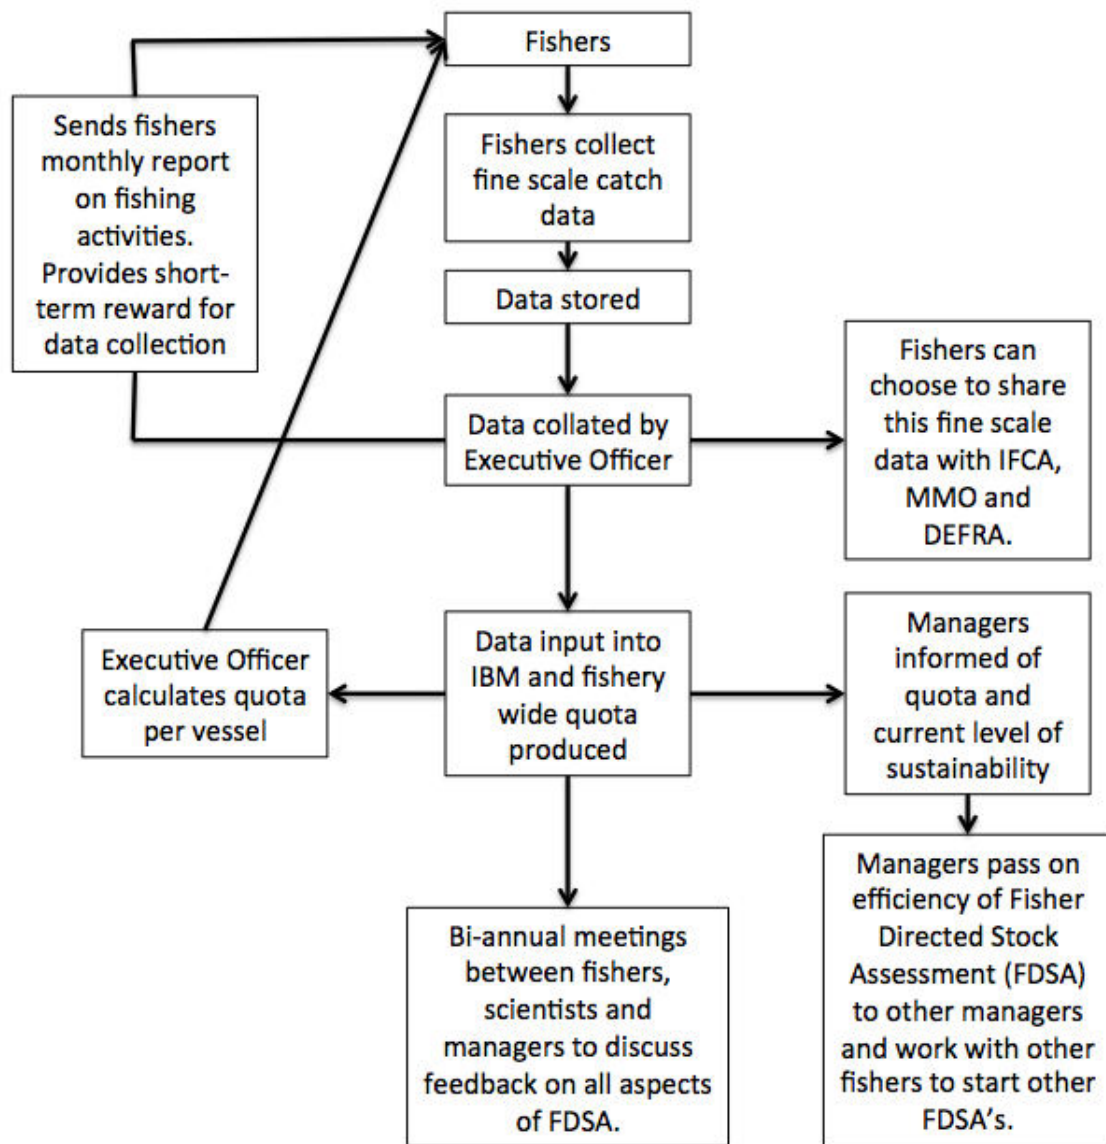 Fishers
Sends fishers
monthly report
on fishing
activities.
Provides short-
term reward for
data collection
Fishers collect
fine scale catch
data
Data stored
Data collated by
Executive Officer
Fishers can
choose to share
this fine scale
data with IFCA,
MMO and
DEFRA.
Executive Officer
calculates quota
per vessel
Data input into
IBM and fishery
wide quota
produced
Managers
informed of
quota and
current level of
sustainability
Bi-annual meetings
between fishers,
scientists and
managers to discuss
feedback on all aspects
of FDSA.
Managers pass on
efficiency of Fisher
Directed Stock
Assessment (FDSA)
to other managers
and work with other
fishers to start other
FDSA's.